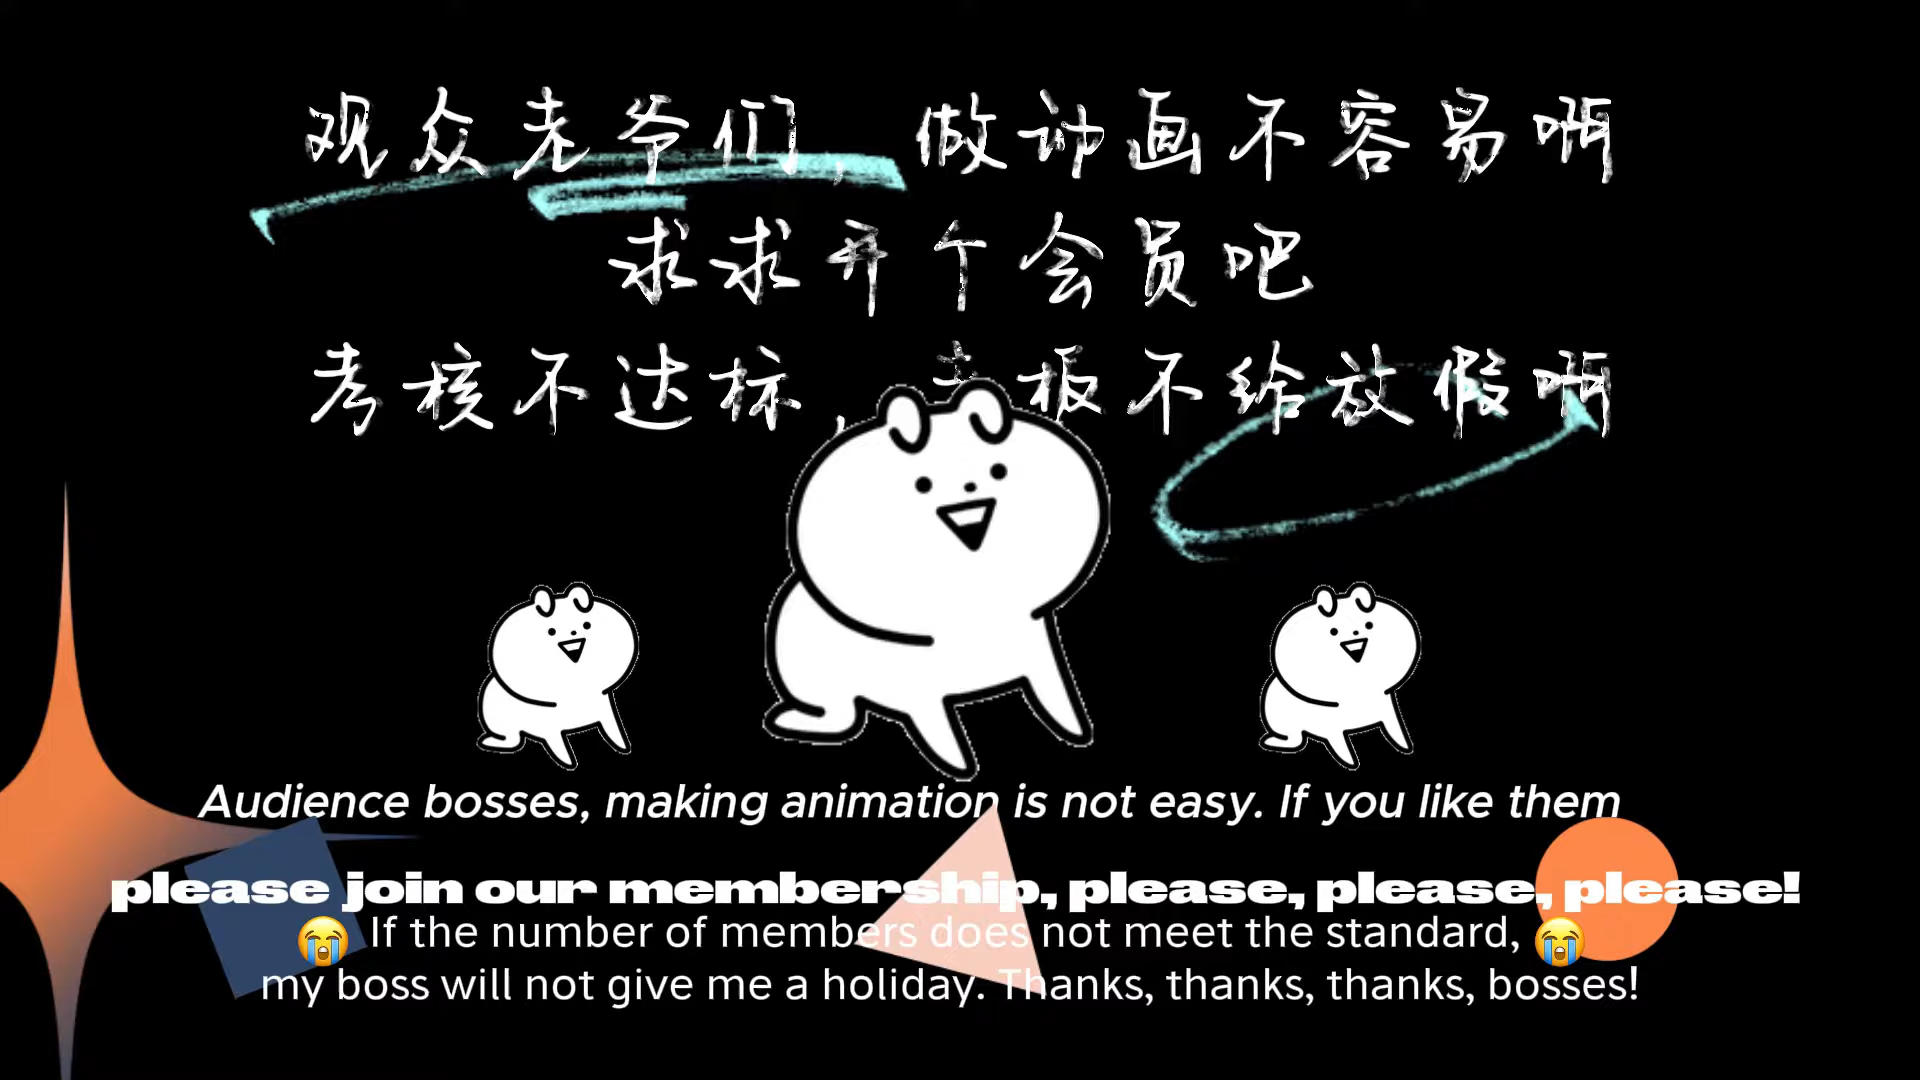 观众老爷们，做动画不容易啊
求求开个会员吧
考核不达标，老板不给放假啊
Audience bosses, making animation is not easy. If you like them
please join our membership, please, please, please!
😭 If the number of members does not meet the standard, 😭
my boss will not give me a holiday. Thanks, thanks, thanks, bosses!